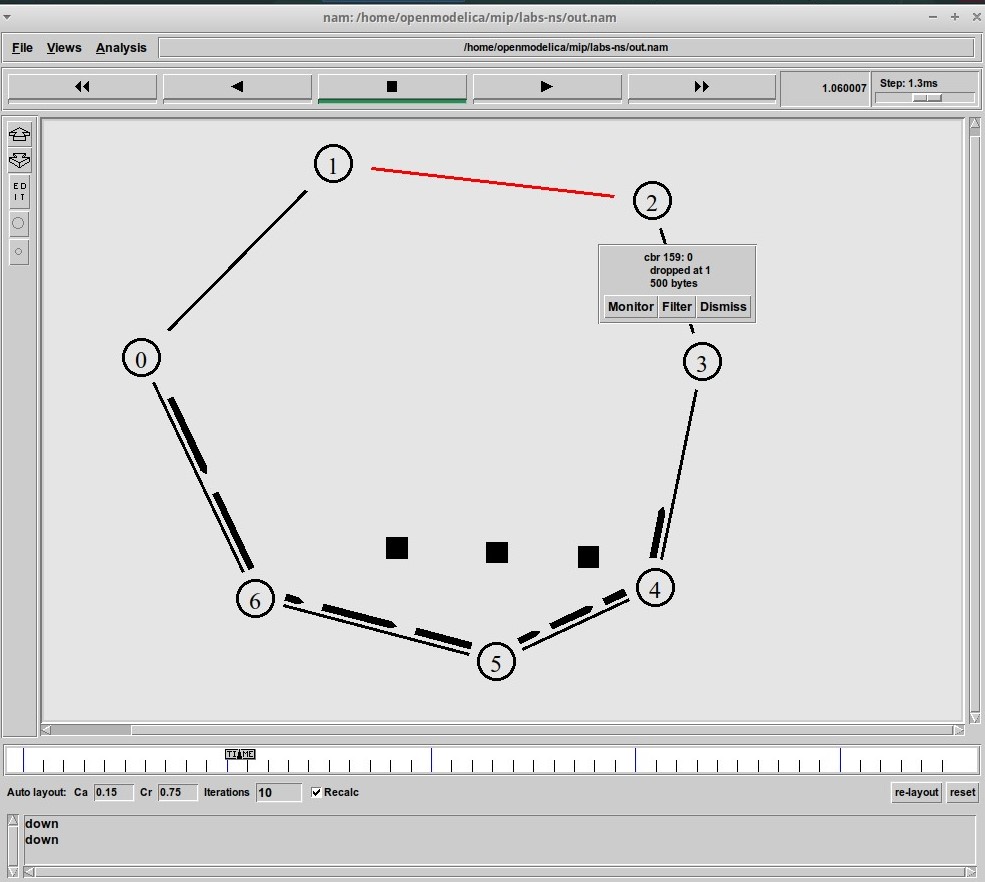 nam: /home/openmodelica/mip/labs-ns/out.nam
File Views Analysis /home/openmodelica/mip/labs-ns/out.nam
1.060007 Step: 1.3ms
ED
IT
1
2
cbr 159: 0
dropped at 1
500 bytes
Monitor Filter Dismiss
0
3
4
6
5
TIME
Auto layout: Ca 0.15 Cr 0.75 Iterations 10 Recalc re-layout reset
down
down